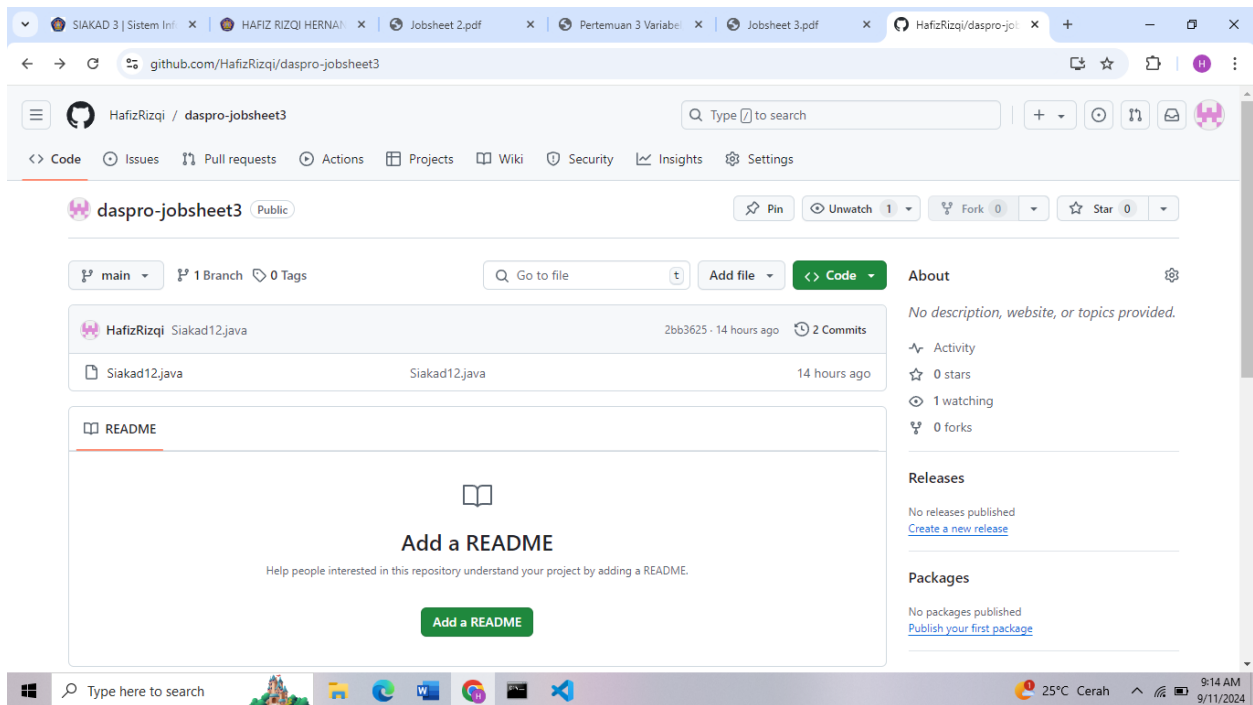 SIAKAD 3 | Sistem Inf
HAFIZ RIZQI HERNAN
Jobsheet 2.pdf
Pertemuan 3 Variabel
Jobsheet 3.pdf
HafizRizqi/daspro-job
github.com/HafizRizqi/daspro-jobsheet3
H
HafizRizqi / daspro-jobsheet3
Type / to search
Code Issues Pull requests Actions Projects Wiki Security Insights Settings
daspro-jobsheet3 Public
Pin Unwatch 1 Fork 0 Star 0
main 1 Branch 0 Tags
Go to file t
Add file
Code
HafizRizqi Siakad12.java 2bb3625 · 14 hours ago 2 Commits
Siakad12.java Siakad12.java 14 hours ago
README
Add a README
Help people interested in this repository understand your project by adding a README.
Add a README
About
No description, website, or topics provided.
Activity
0 stars
1 watching
0 forks
Releases
No releases published
Create a new release
Packages
No packages published
Publish your first package
Type here to search
25°C Cerah
9:14 AM
9/11/2024